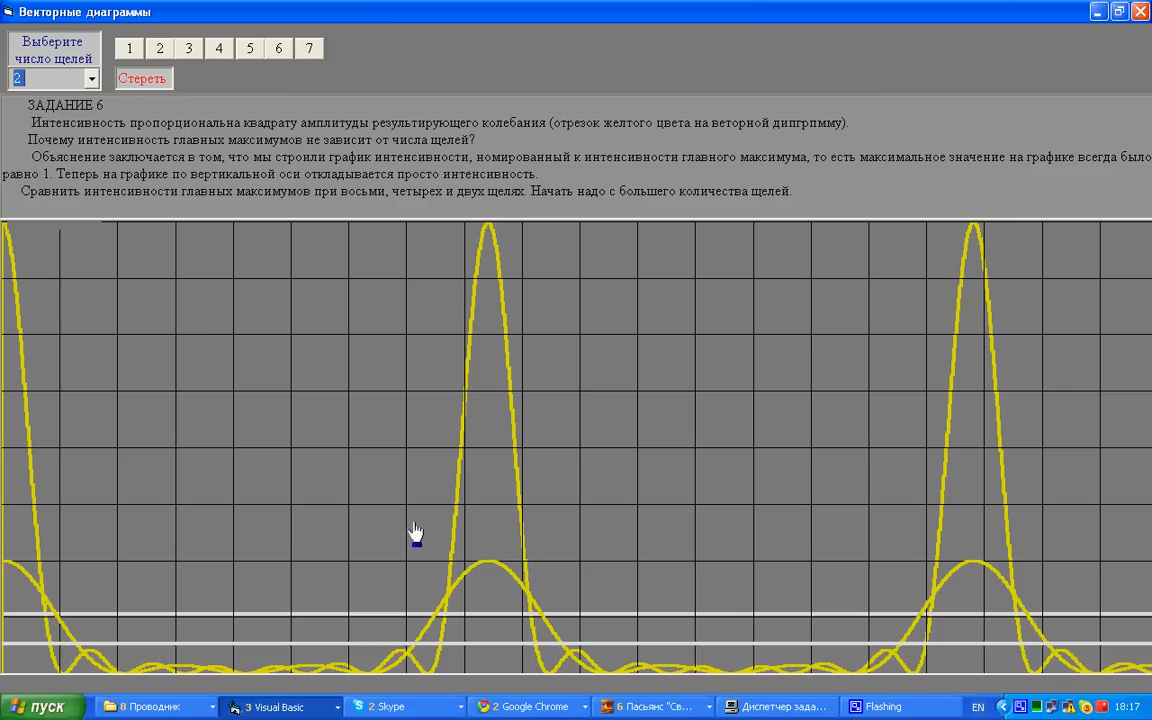 Векторные диаграммы
Выберите
число щелей
1 2 3 4 5 6 7
2
Стереть
ЗАДАНИЕ 6
Интенсивность пропорциональна квадрату амплитуды результирующего колебания (отрезок желтого цвета на веторной дипгрпмму).
Почему интенсивность главных максимумов не зависит от числа щелей?
Объяснение заключается в том, что мы строили график интенсивности, номированный к интенсивности главного максимума, то есть максимальное значение на графике всегда было
равно 1. Теперь на графике по вертикальной оси откладывается просто интенсивность.
Сравнить интенсивности главных максимумов при восьми, четырех и двух щелях. Начать надо с большего количества щелей.
пуск
8 Проводник
3 Visual Basic
2 Skype
2 Google Chrome
6 Пасьянс "Св...
Диспетчер зада...
Flashing
EN
18:17